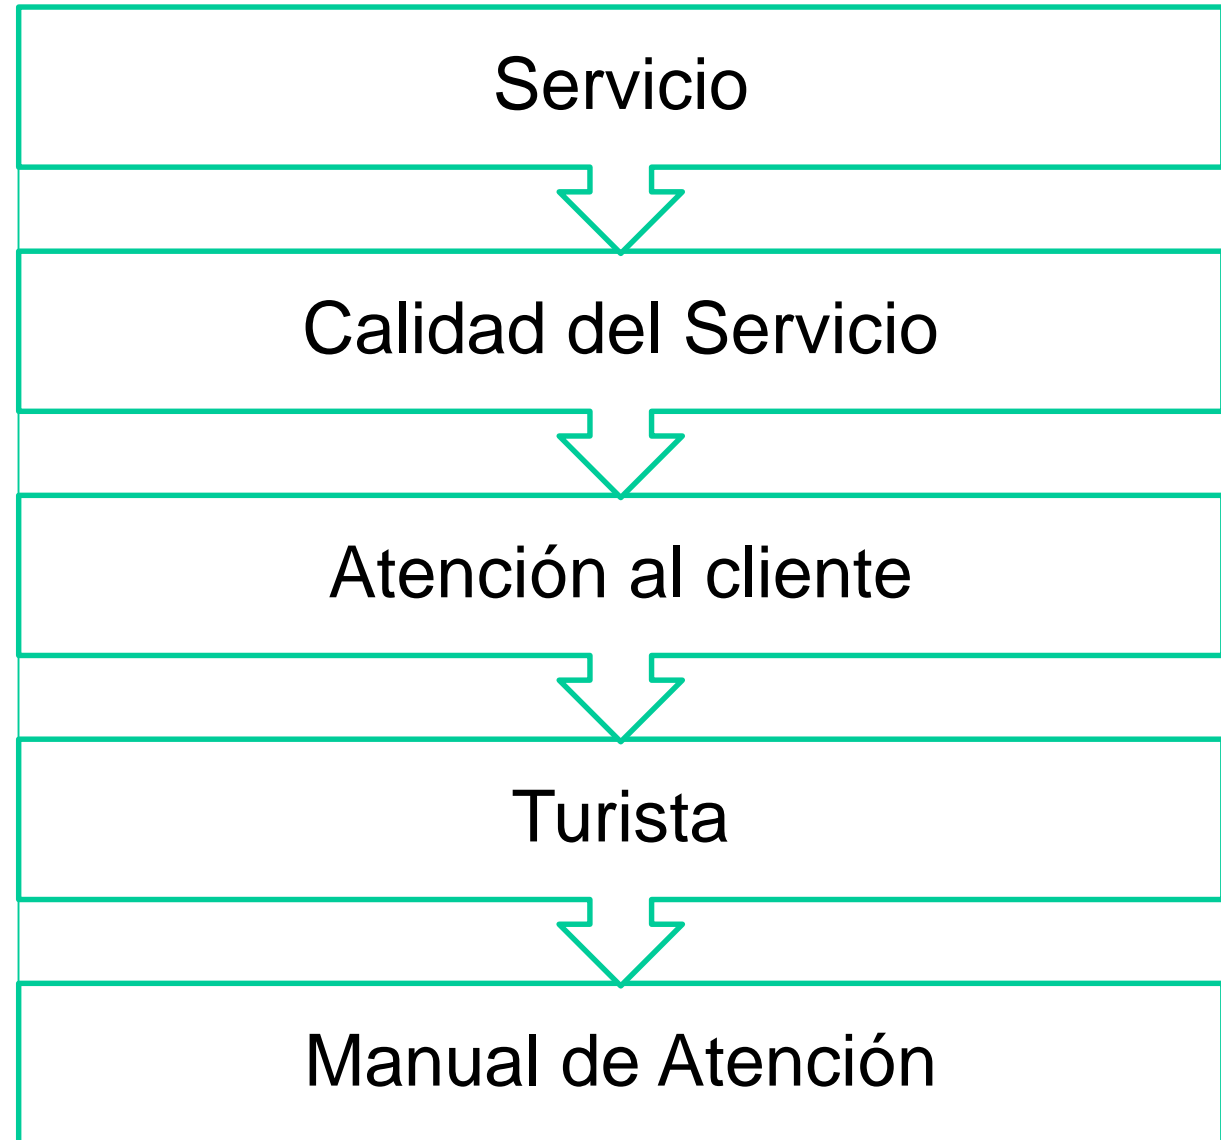 Servicio
Calidad del Servicio
Atención al cliente
Turista
Manual de Atención